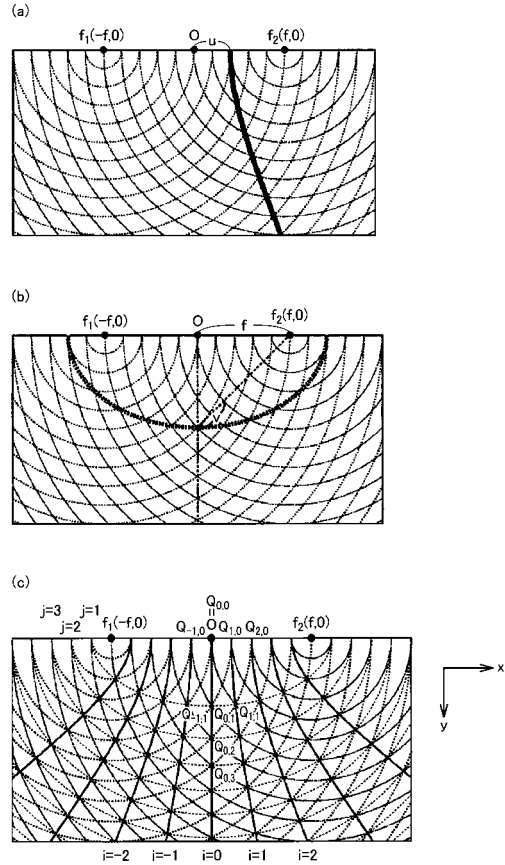 (a)
f₁(-f,0) O f₂(f,0)
u
(b)
f₁(-f,0) O f₂(f,0)
f
v
(c)
Q₀,₀
=
j=3 j=1 f₁(-f,0) Q₋₁,₀ O Q₁,₀ Q₂,₀ f₂(f,0)
j=2
x
y
Q₋₁,₁ Q₀,₁ Q₁,₁
Q₀,₂
Q₀,₃
i=-2 i=-1 i=0 i=1 i=2